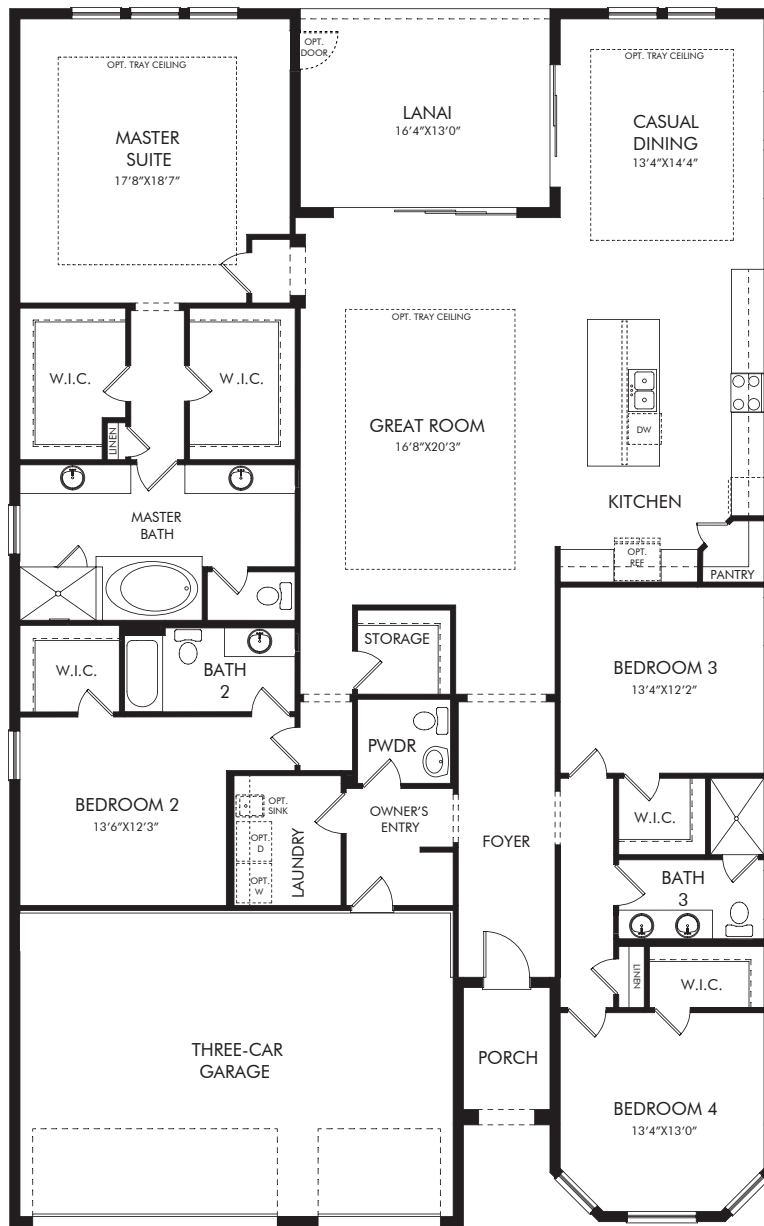 OPT. TRAY CEILING
MASTER
SUITE
17'8"X18'7"
OPT.
DOOR
LANAI
16'4"X13'0"
OPT. TRAY CEILING
CASUAL
DINING
13'4"X14'4"
W.I.C.
W.I.C.
LINEN
OPT. TRAY CEILING
GREAT ROOM
16'8"X20'3"
DW
KITCHEN
OPT.
REF
PANTRY
MASTER
BATH
W.I.C.
BATH
2
STORAGE
BEDROOM 3
13'4"X12'2"
PWDR
BEDROOM 2
13'6"X12'3"
OPT.
SINK
OPT.
D
OPT.
W
LAUNDRY
OWNER'S
ENTRY
FOYER
W.I.C.
BATH
3
LINEN
W.I.C.
THREE-CAR
GARAGE
PORCH
BEDROOM 4
13'4"X13'0"